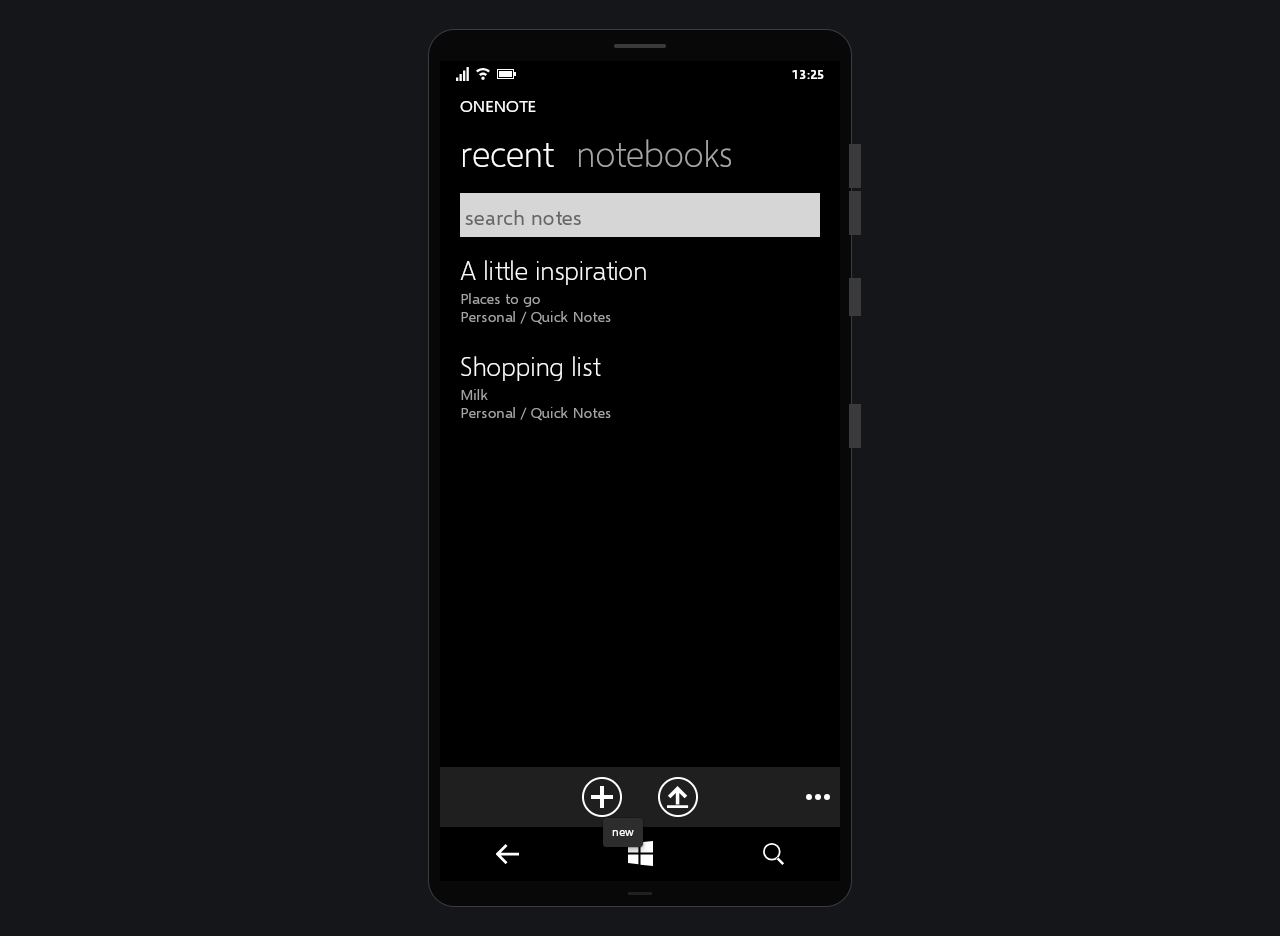 13:25
ONENOTE
recent notebooks
search notes
A little inspiration
Places to go
Personal / Quick Notes
Shopping list
Milk
Personal / Quick Notes
new